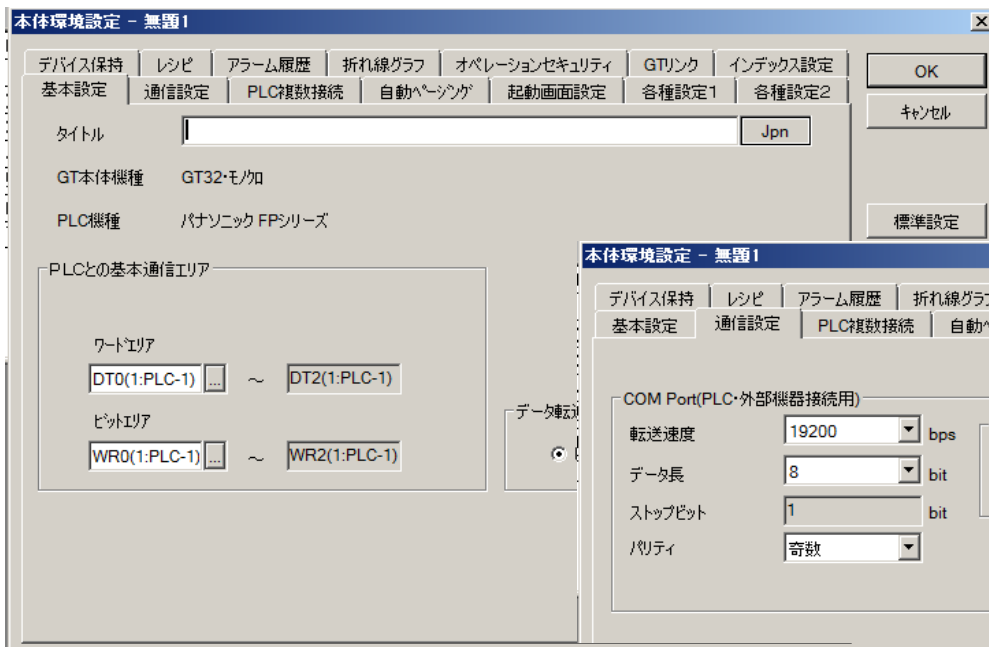 本体環境設定 - 無題1
デバイス保持 レシピ アラーム履歴 折れ線グラフ オペレーションセキュリティ GTリンク インデックス設定
基本設定 通信設定 PLC複数接続 自動ページング 起動画面設定 各種設定1 各種設定2
OK
キャンセル
標準設定
タイトル
Jpn
GT本体機種 GT32・モノクロ
PLC機種 パナソニック FPシリーズ
PLCとの基本通信エリア
ワードエリア
DT0(1:PLC-1) ... ~ DT2(1:PLC-1)
ビットエリア
WR0(1:PLC-1) ... ~ WR2(1:PLC-1)
データ転送
本体環境設定 - 無題1
デバイス保持 レシピ アラーム履歴 折れ線グラフ
基本設定 通信設定 PLC複数接続 自動
COM Port(PLC・外部機器接続用)
転送速度 19200 bps
データ長 8 bit
ストップビット 1 bit
パリティ 奇数